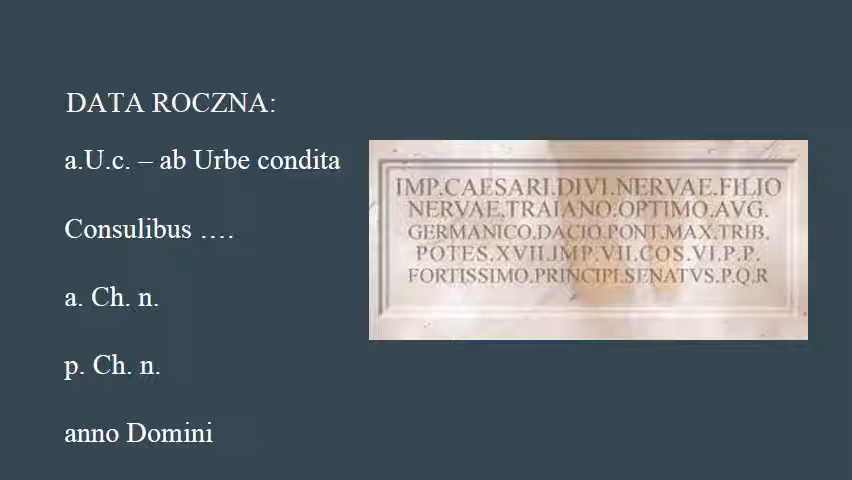 DATA ROCZNA:
a.U.c. – ab Urbe condita
Consulibus ….
a. Ch. n.
p. Ch. n.
anno Domini
IMP.CAESARI.DIVI.NERVAE.FILIO
NERVAE.TRAIANO.OPTIMO.AVG.
GERMANICO.DACIO.PONT.MAX.TRIB.
POTES.XVII.IMP.VII.COS.VI.P.P.
FORTISSIMO.PRINCIPI.SENATVS.P.Q.R